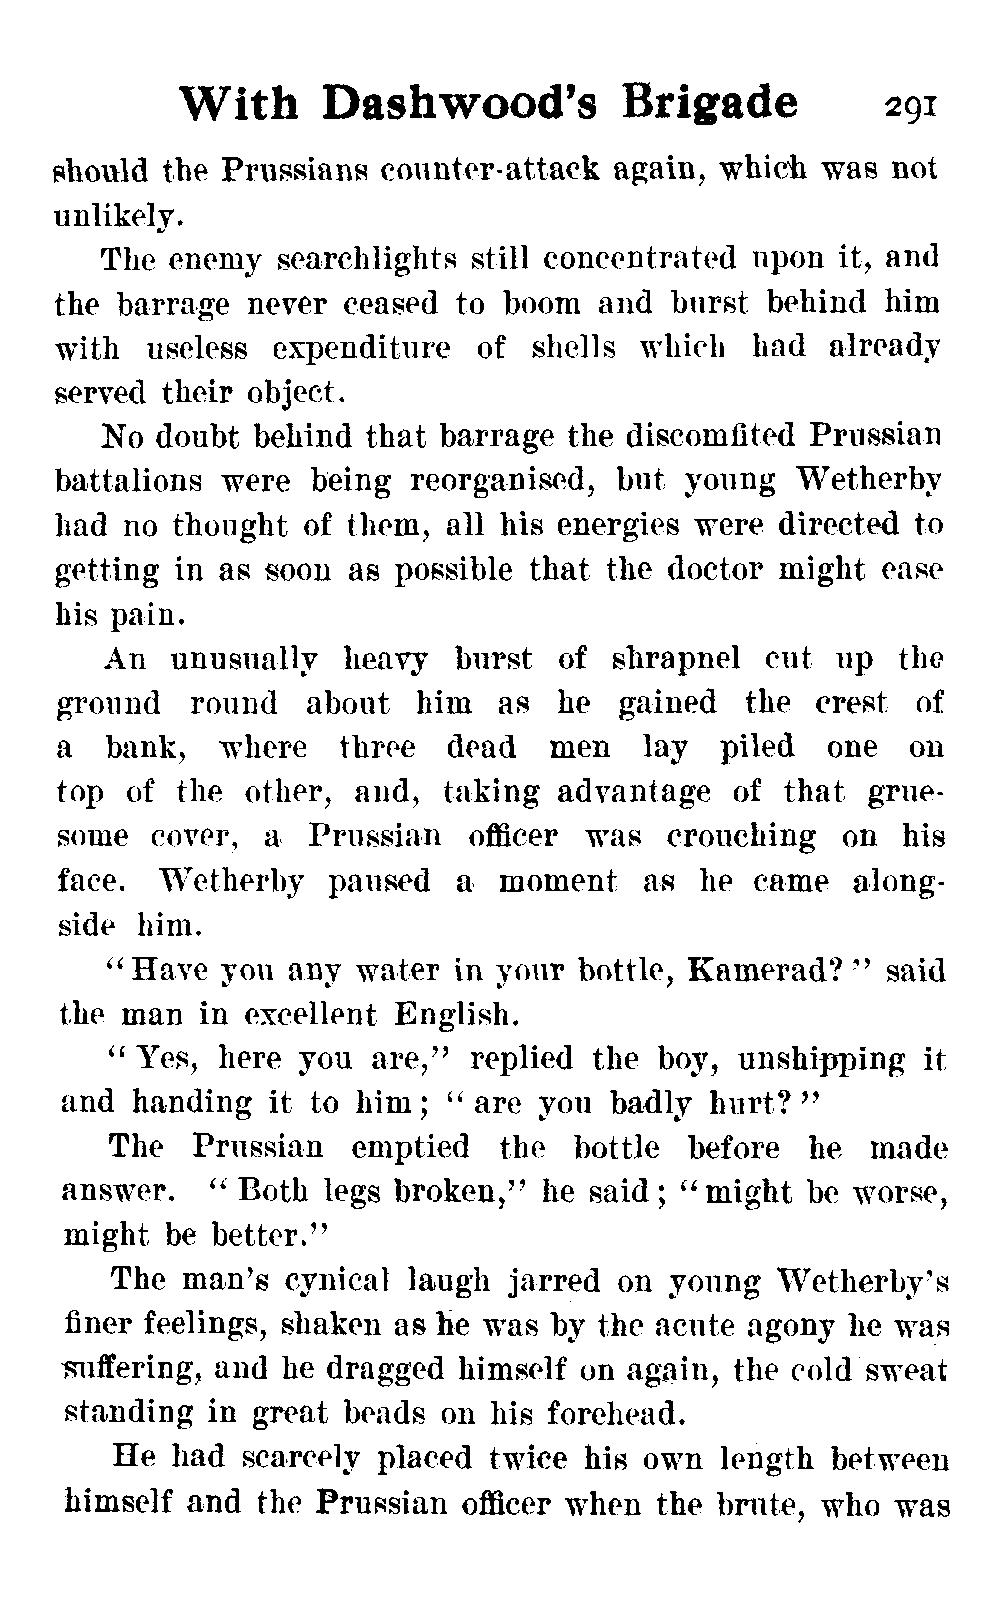 With Dashwood's Brigade 291
should the Prussians counter-attack again, which was not
unlikely.
The enemy searchlights still concentrated upon it, and
the barrage never ceased to boom and burst behind him
with useless expenditure of shells which had already
served their object.
No doubt behind that barrage the discomfited Prussian
battalions were being reorganised, but young Wetherby
had no thought of them, all his energies were directed to
getting in as soon as possible that the doctor might ease
his pain.
An unusually heavy burst of shrapnel cut up the
ground round about him as he gained the crest of
a bank, where three dead men lay piled one on
top of the other, and, taking advantage of that grue-
some cover, a Prussian officer was crouching on his
face. Wetherby paused a moment as he came along-
side him.
"Have you any water in your bottle, Kamerad?" said
the man in excellent English.
"Yes, here you are," replied the boy, unshipping it
and handing it to him; "are you badly hurt?"
The Prussian emptied the bottle before he made
answer. "Both legs broken," he said; "might be worse,
might be better."
The man's cynical laugh jarred on young Wetherby's
finer feelings, shaken as he was by the acute agony he was
suffering, and he dragged himself on again, the cold sweat
standing in great beads on his forehead.
He had scarcely placed twice his own length between
himself and the Prussian officer when the brute, who was